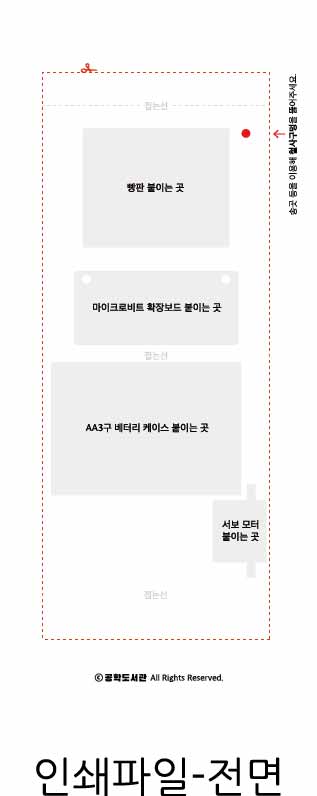 접는선
송곳 등을 이용해 철사구멍을 뚫어주세요.
빵판 붙이는 곳
마이크로비트 확장보드 붙이는 곳
접는선
AA3구 베터리 케이스 붙이는 곳
서보 모터
붙이는 곳
접는선
ⓒ공학도서관 All Rights Reserved.
인쇄파일-전면